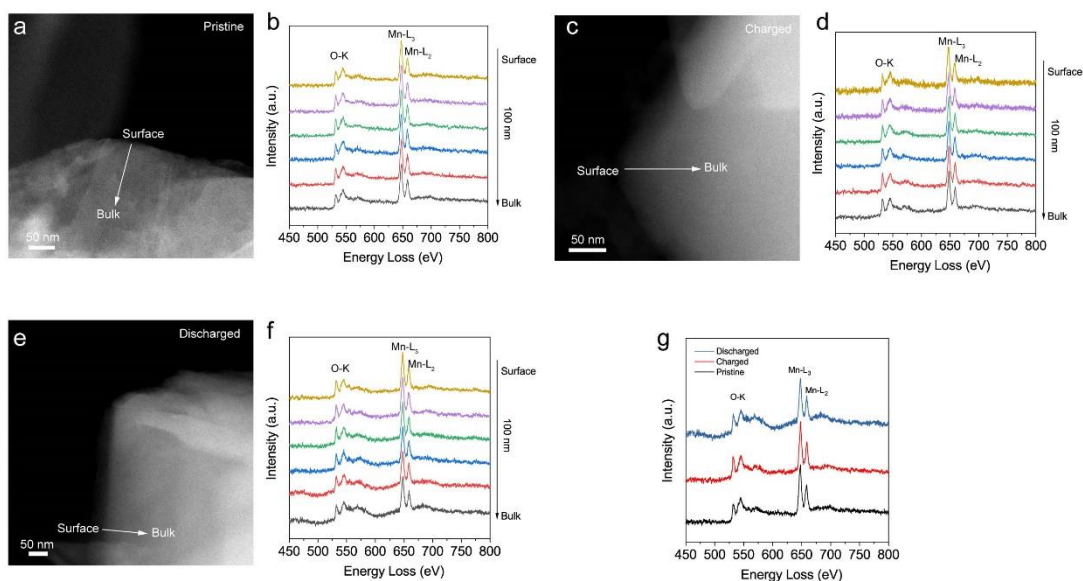 a
Pristine
Surface
Bulk
50 nm
b
Mn-L3
Mn-L2
O-K
Surface
100 nm
Bulk
Intensity (a.u.)
450 500 550 600 650 700 750 800
Energy Loss (eV)
c
Charged
Surface
Bulk
50 nm
d
Mn-L3
Mn-L2
O-K
Surface
100 nm
Bulk
Intensity (a.u.)
450 500 550 600 650 700 750 800
Energy Loss (eV)
e
Discharged
Surface
Bulk
50 nm
f
Mn-L3
Mn-L2
O-K
Surface
100 nm
Bulk
Intensity (a.u.)
450 500 550 600 650 700 750 800
Energy Loss (eV)
g
Discharged
Charged
Pristine
Mn-L3
Mn-L2
O-K
Intensity (a.u.)
450 500 550 600 650 700 750 800
Energy Loss (eV)